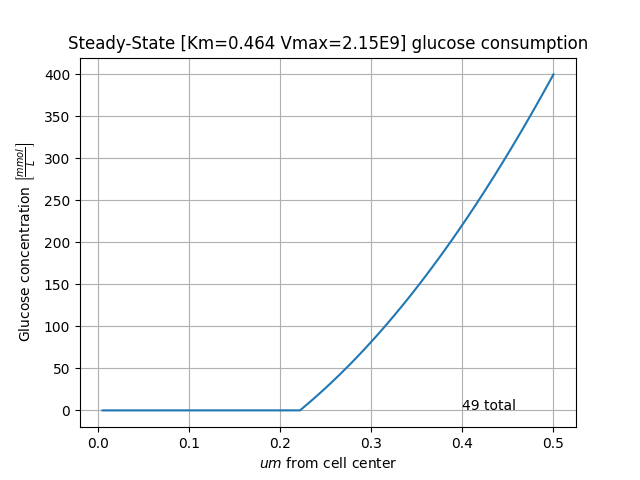 Steady-State [Km=0.464 Vmax=2.15E9] glucose consumption
400
350
300
250
200
150
100
50
0
Glucose concentration [mmol/L]
49 total
0.0 0.1 0.2 0.3 0.4 0.5
um from cell center